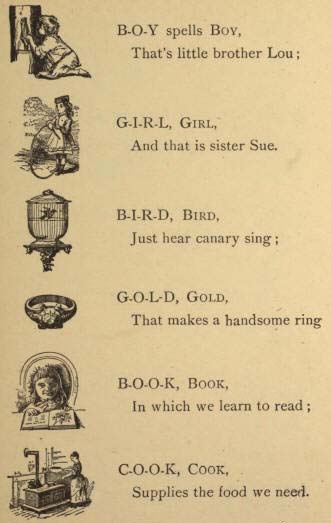 B-O-Y spells BOY,
That's little brother Lou;
G-I-R-L, GIRL,
And that is sister Sue.
B-I-R-D, BIRD,
Just hear canary sing;
G-O-L-D, GOLD,
That makes a handsome ring
B-O-O-K, BOOK,
In which we learn to read;
C-O-O-K, COOK,
Supplies the food we need.